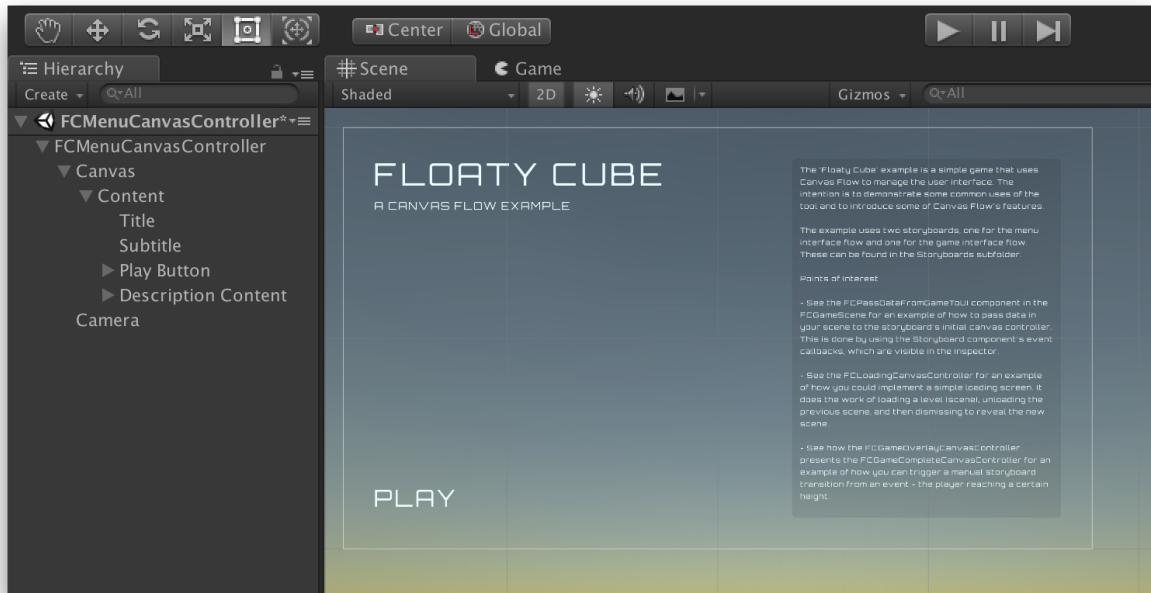 Center Global
Hierarchy
Create All
FCMenuCanvasController*
FCMenuCanvasController
Canvas
Content
Title
Subtitle
Play Button
Description Content
Camera
Scene Game
Shaded 2D Gizmos All
FLOATY CUBE
A CANVAS FLOW EXAMPLE
PLAY
The 'Floaty Cube' example is a simple game that uses
Canvas Flow to manage the user interface. The
intention is to demonstrate some common uses of the
tool and to introduce some of Canvas Flow's features.
The example uses two storyboards, one for the menu
interface flow and one for the game interface flow.
These can be found in the Storyboards subfolder.
Points of Interest
- See the FCPassDataFromGameToUI component in the
FCGameScene for an example of how to pass data in
your scene to the storyboard's initial canvas controller.
This is done by using the Storyboard component's event
callbacks, which are visible in the inspector.
- See the FCLoadingCanvasController for an example
of how you could implement a simple loading screen. It
does the work of loading a level (scene), unloading the
previous scene, and then dismissing to reveal the new
scene.
- See how the FCGameOverlayCanvasController
presents the FCGameCompleteCanvasController for an
example of how you can trigger a manual storyboard
transition from an event - the player reaching a certain
height.